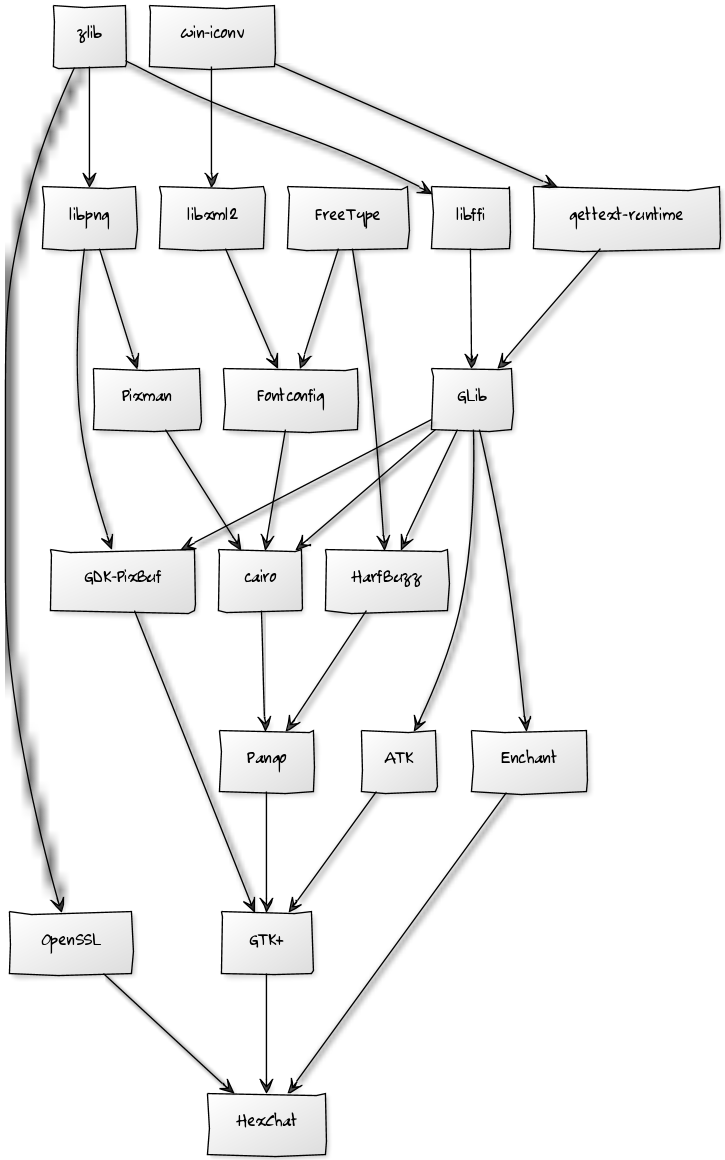 zlib
win-iconv
libpng
libxml2
FreeType
libffi
gettext-runtime
Pixman
Fontconfig
GLib
GDK-PixBuf
cairo
HarfBuzz
Pango
ATK
Enchant
OpenSSL
GTK+
HexChat